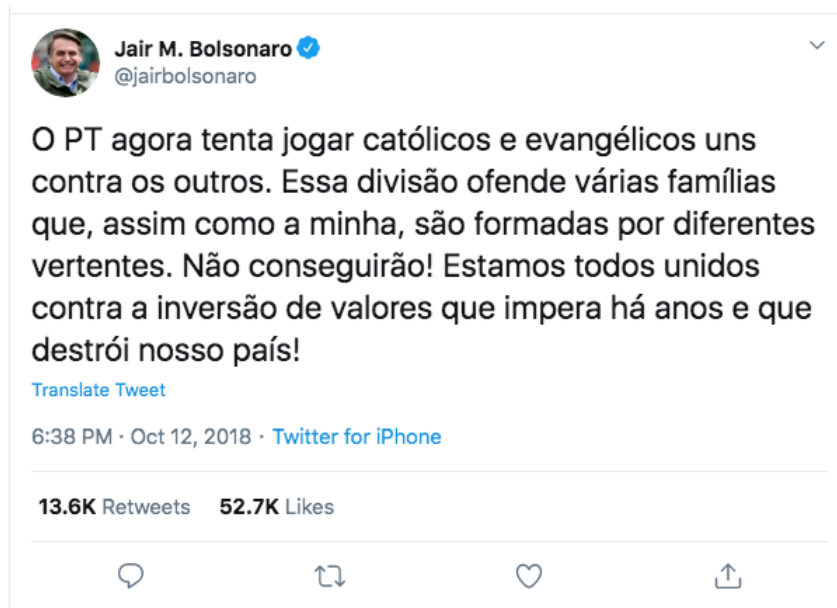 Jair M. Bolsonaro
@jairbolsonaro
O PT agora tenta jogar católicos e evangélicos uns
contra os outros. Essa divisão ofende várias famílias
que, assim como a minha, são formadas por diferentes
vertentes. Não conseguirão! Estamos todos unidos
contra a inversão de valores que impera há anos e que
destrói nosso país!
Translate Tweet
6:38 PM · Oct 12, 2018 · Twitter for iPhone
13.6K Retweets 52.7K Likes